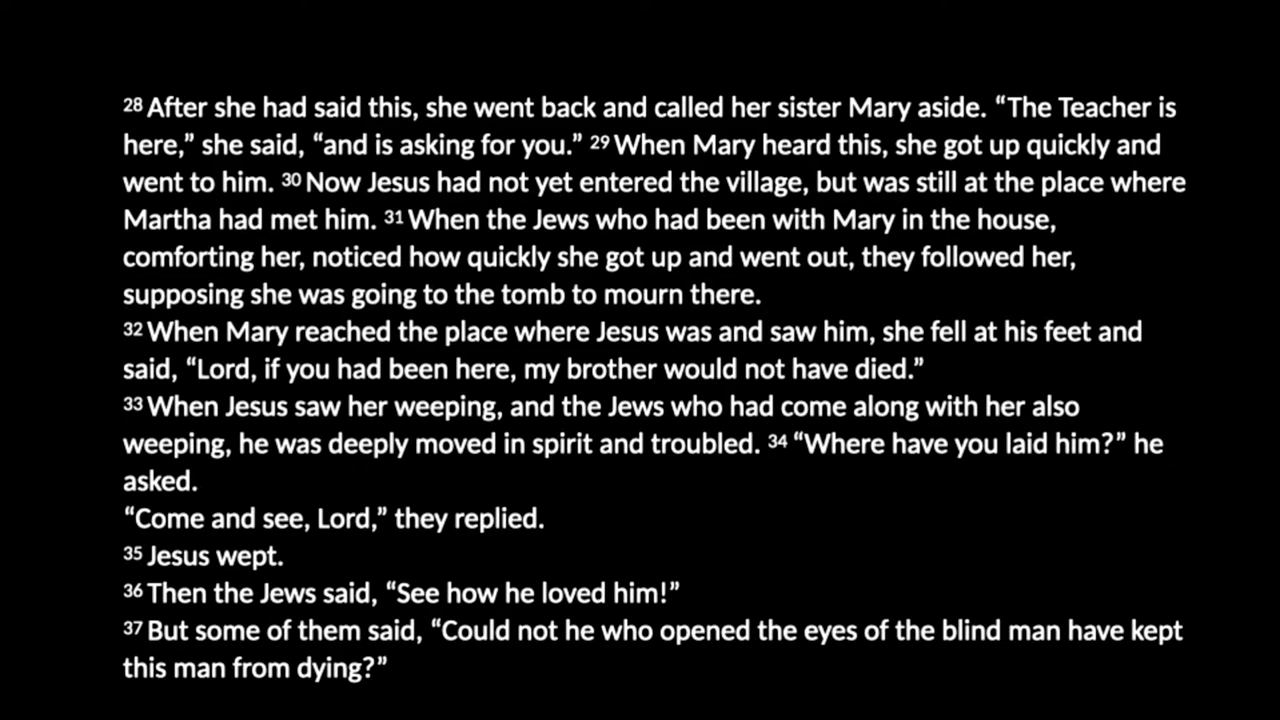 28 After she had said this, she went back and called her sister Mary aside. “The Teacher is
here,” she said, “and is asking for you.” 29 When Mary heard this, she got up quickly and
went to him. 30 Now Jesus had not yet entered the village, but was still at the place where
Martha had met him. 31 When the Jews who had been with Mary in the house,
comforting her, noticed how quickly she got up and went out, they followed her,
supposing she was going to the tomb to mourn there.
32 When Mary reached the place where Jesus was and saw him, she fell at his feet and
said, “Lord, if you had been here, my brother would not have died.”
33 When Jesus saw her weeping, and the Jews who had come along with her also
weeping, he was deeply moved in spirit and troubled. 34 “Where have you laid him?” he
asked.
“Come and see, Lord,” they replied.
35 Jesus wept.
36 Then the Jews said, “See how he loved him!”
37 But some of them said, “Could not he who opened the eyes of the blind man have kept
this man from dying?”